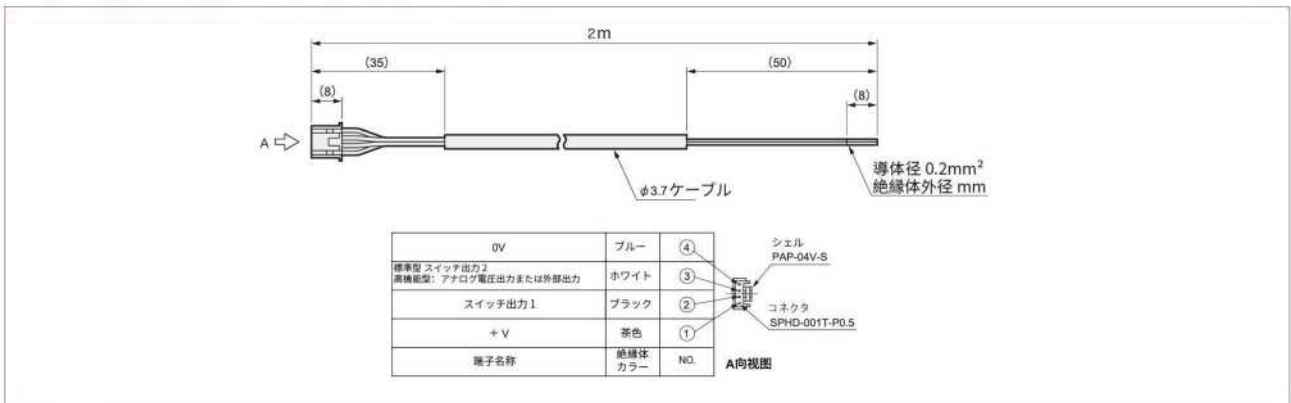 2m
(35)
(50)
(8)
(8)
A
導体径 0.2mm²
絶縁体外径 mm
φ3.7ケーブル
0V
ブルー
④
標準型 スイッチ出力 2
高機能型：アナログ電圧出力または外部出力
ホワイト
③
スイッチ出力 1
ブラック
②
+ V
茶色
①
端子名称
絶縁体
カラー
NO.
シェル
PAP-04V-S
コネクタ
SPHD-001T-P0.5
A向视图